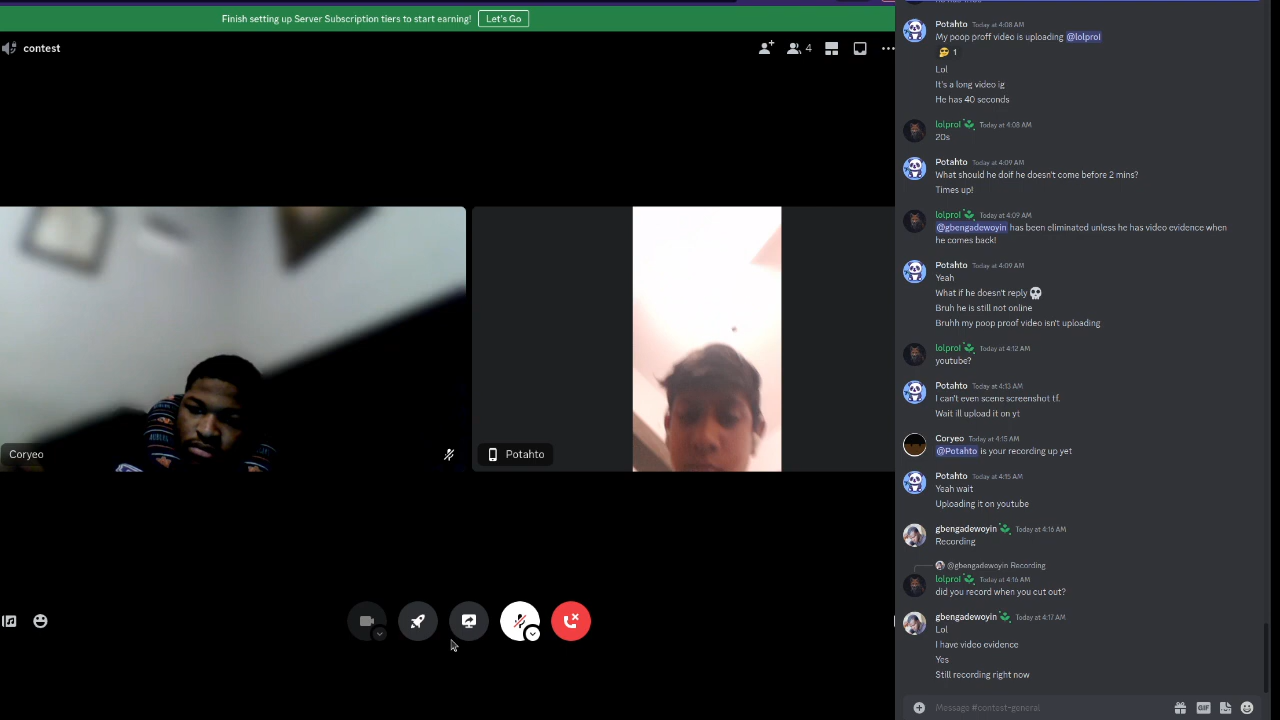 Finish setting up Server Subscription tiers to start earning! Let's Go
contest
4
Coryeo
Potahto
Potahto Today at 4:08 AM
My poop proff video is uploading @lolprol
1
Lol
It's a long video ig
He has 40 seconds
lolprol Today at 4:08 AM
20s
Potahto Today at 4:09 AM
What should he doif he doesn't come before 2 mins?
Times up!
lolprol Today at 4:09 AM
@gbengadewoyin has been eliminated unless he has video evidence when
he comes back!
Potahto Today at 4:09 AM
Yeah
What if he doesn't reply
Bruh he is still not online
Bruhh my poop proof video isn't uploading
lolprol Today at 4:12 AM
youtube?
Potahto Today at 4:13 AM
I can't even scene screenshot tf.
Wait ill upload it on yt
Coryeo Today at 4:15 AM
@Potahto is your recording up yet
Potahto Today at 4:15 AM
Yeah wait
Uploading it on youtube
gbengadewoyin Today at 4:16 AM
Recording
@gbengadewoyin Recording
lolprol Today at 4:16 AM
did you record when you cut out?
gbengadewoyin Today at 4:17 AM
Lol
I have video evidence
Yes
Still recording right now
Message #contest-general
GIF